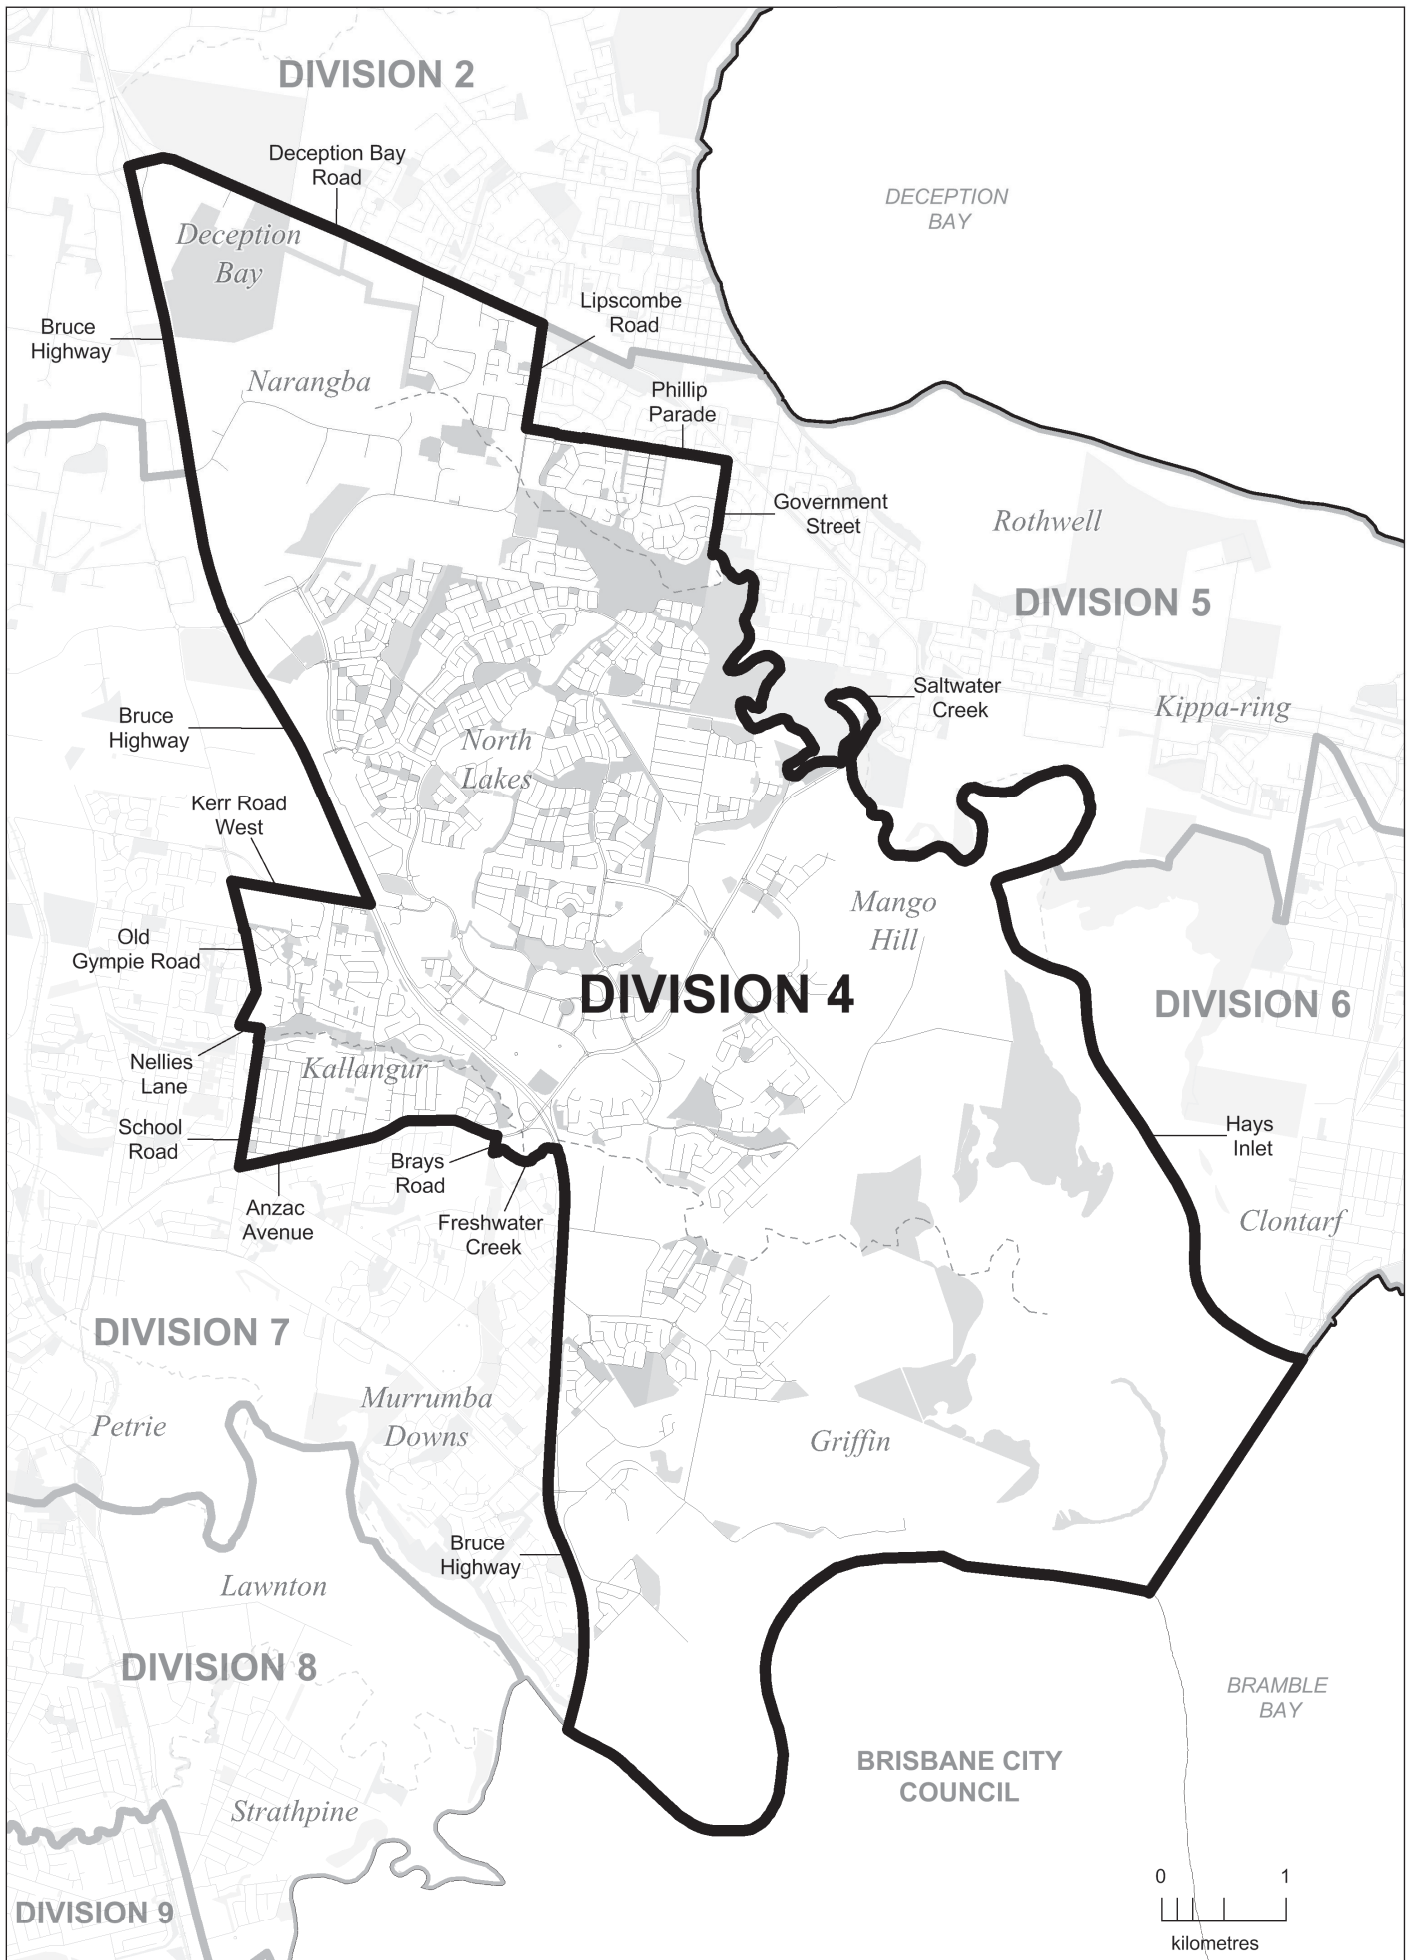 DIVISION 2
Deception Bay
Road
DECEPTION
BAY
Deception
Bay
Lipscombe
Road
Bruce
Highway
Narangba
Phillip
Parade
Government
Street
Rothwell
DIVISION 5
Saltwater
Creek
Kippa-ring
Bruce
Highway
North
Lakes
Kerr Road
West
Mango
Hill
Old
Gympie Road
DIVISION 4
DIVISION 6
Nellies
Lane
Kallangur
School
Road
Hays
Inlet
Brays
Road
Anzac
Avenue
Freshwater
Creek
Clontarf
DIVISION 7
Murrumba
Downs
Petrie
Griffin
Bruce
Highway
Lawnton
DIVISION 8
BRAMBLE
BAY
BRISBANE CITY
COUNCIL
Strathpine
0 1
kilometres
DIVISION 9